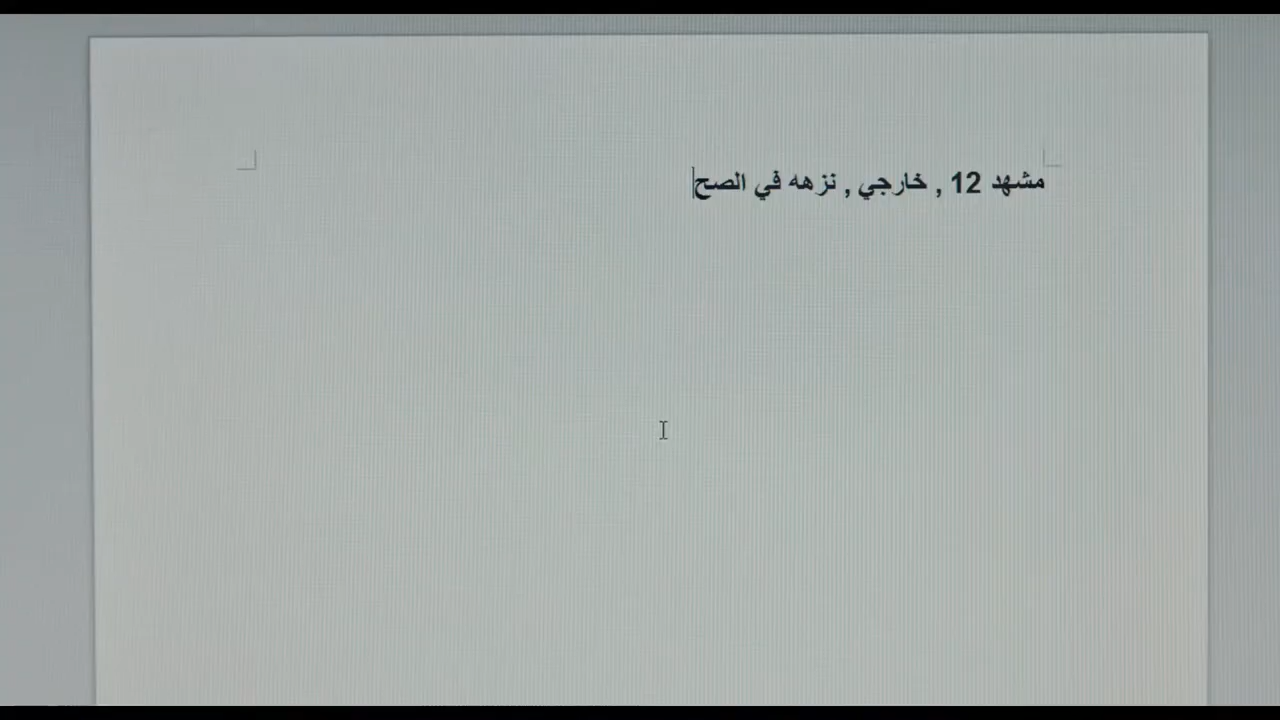 مشهد 12 , خارجي , نزهه في الصح